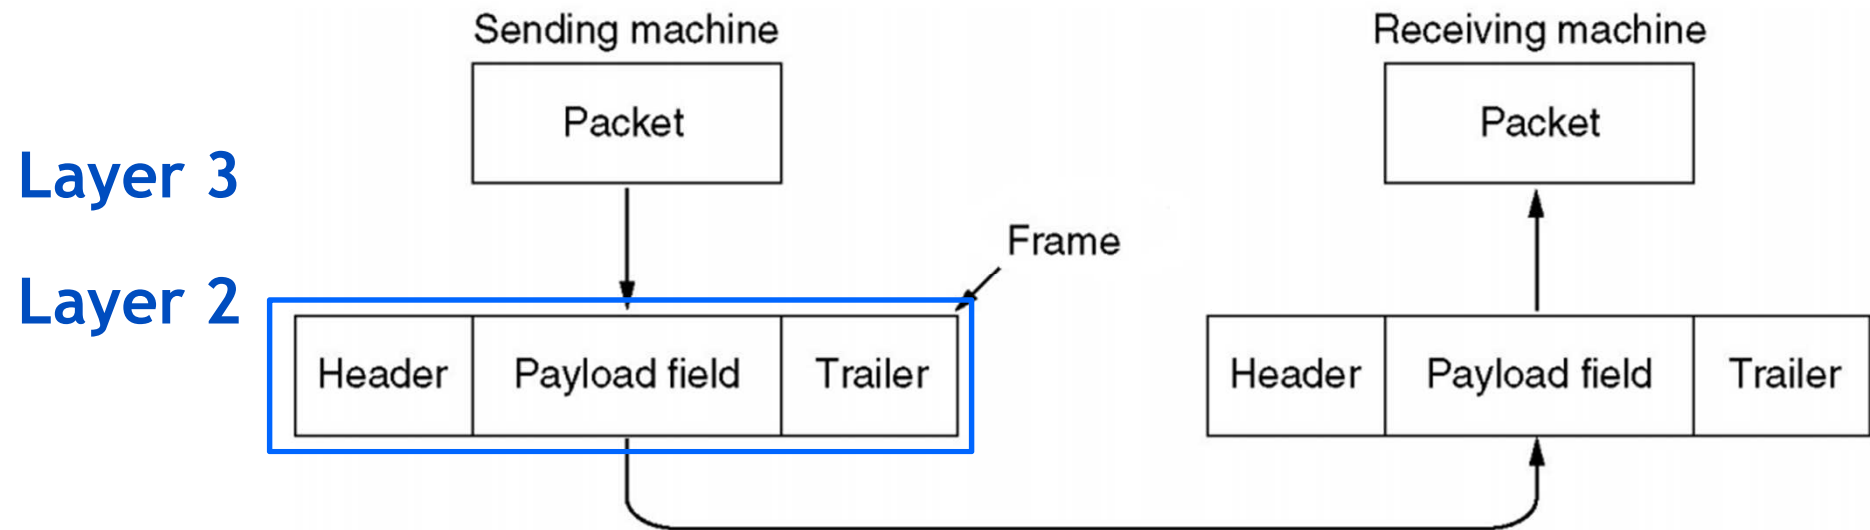 Sending machine
Receiving machine
Packet
Packet
Layer 3
Frame
Layer 2
Header
Payload field
Trailer
Header
Payload field
Trailer